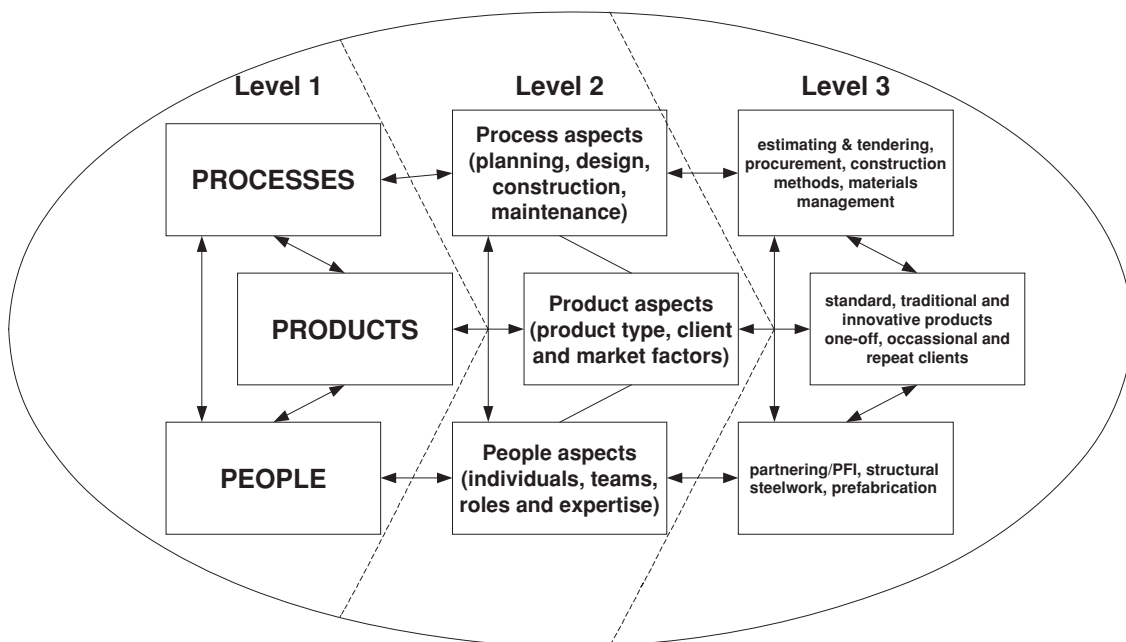 Level 1
Level 2
Level 3
PROCESSES
Process aspects
(planning, design,
construction,
maintenance)
estimating & tendering,
procurement, construction
methods, materials
management
PRODUCTS
Product aspects
(product type, client
and market factors)
standard, traditional and
innovative products
one-off, occassional and
repeat clients
PEOPLE
People aspects
(individuals, teams,
roles and expertise)
partnering/PFI, structural
steelwork, prefabrication